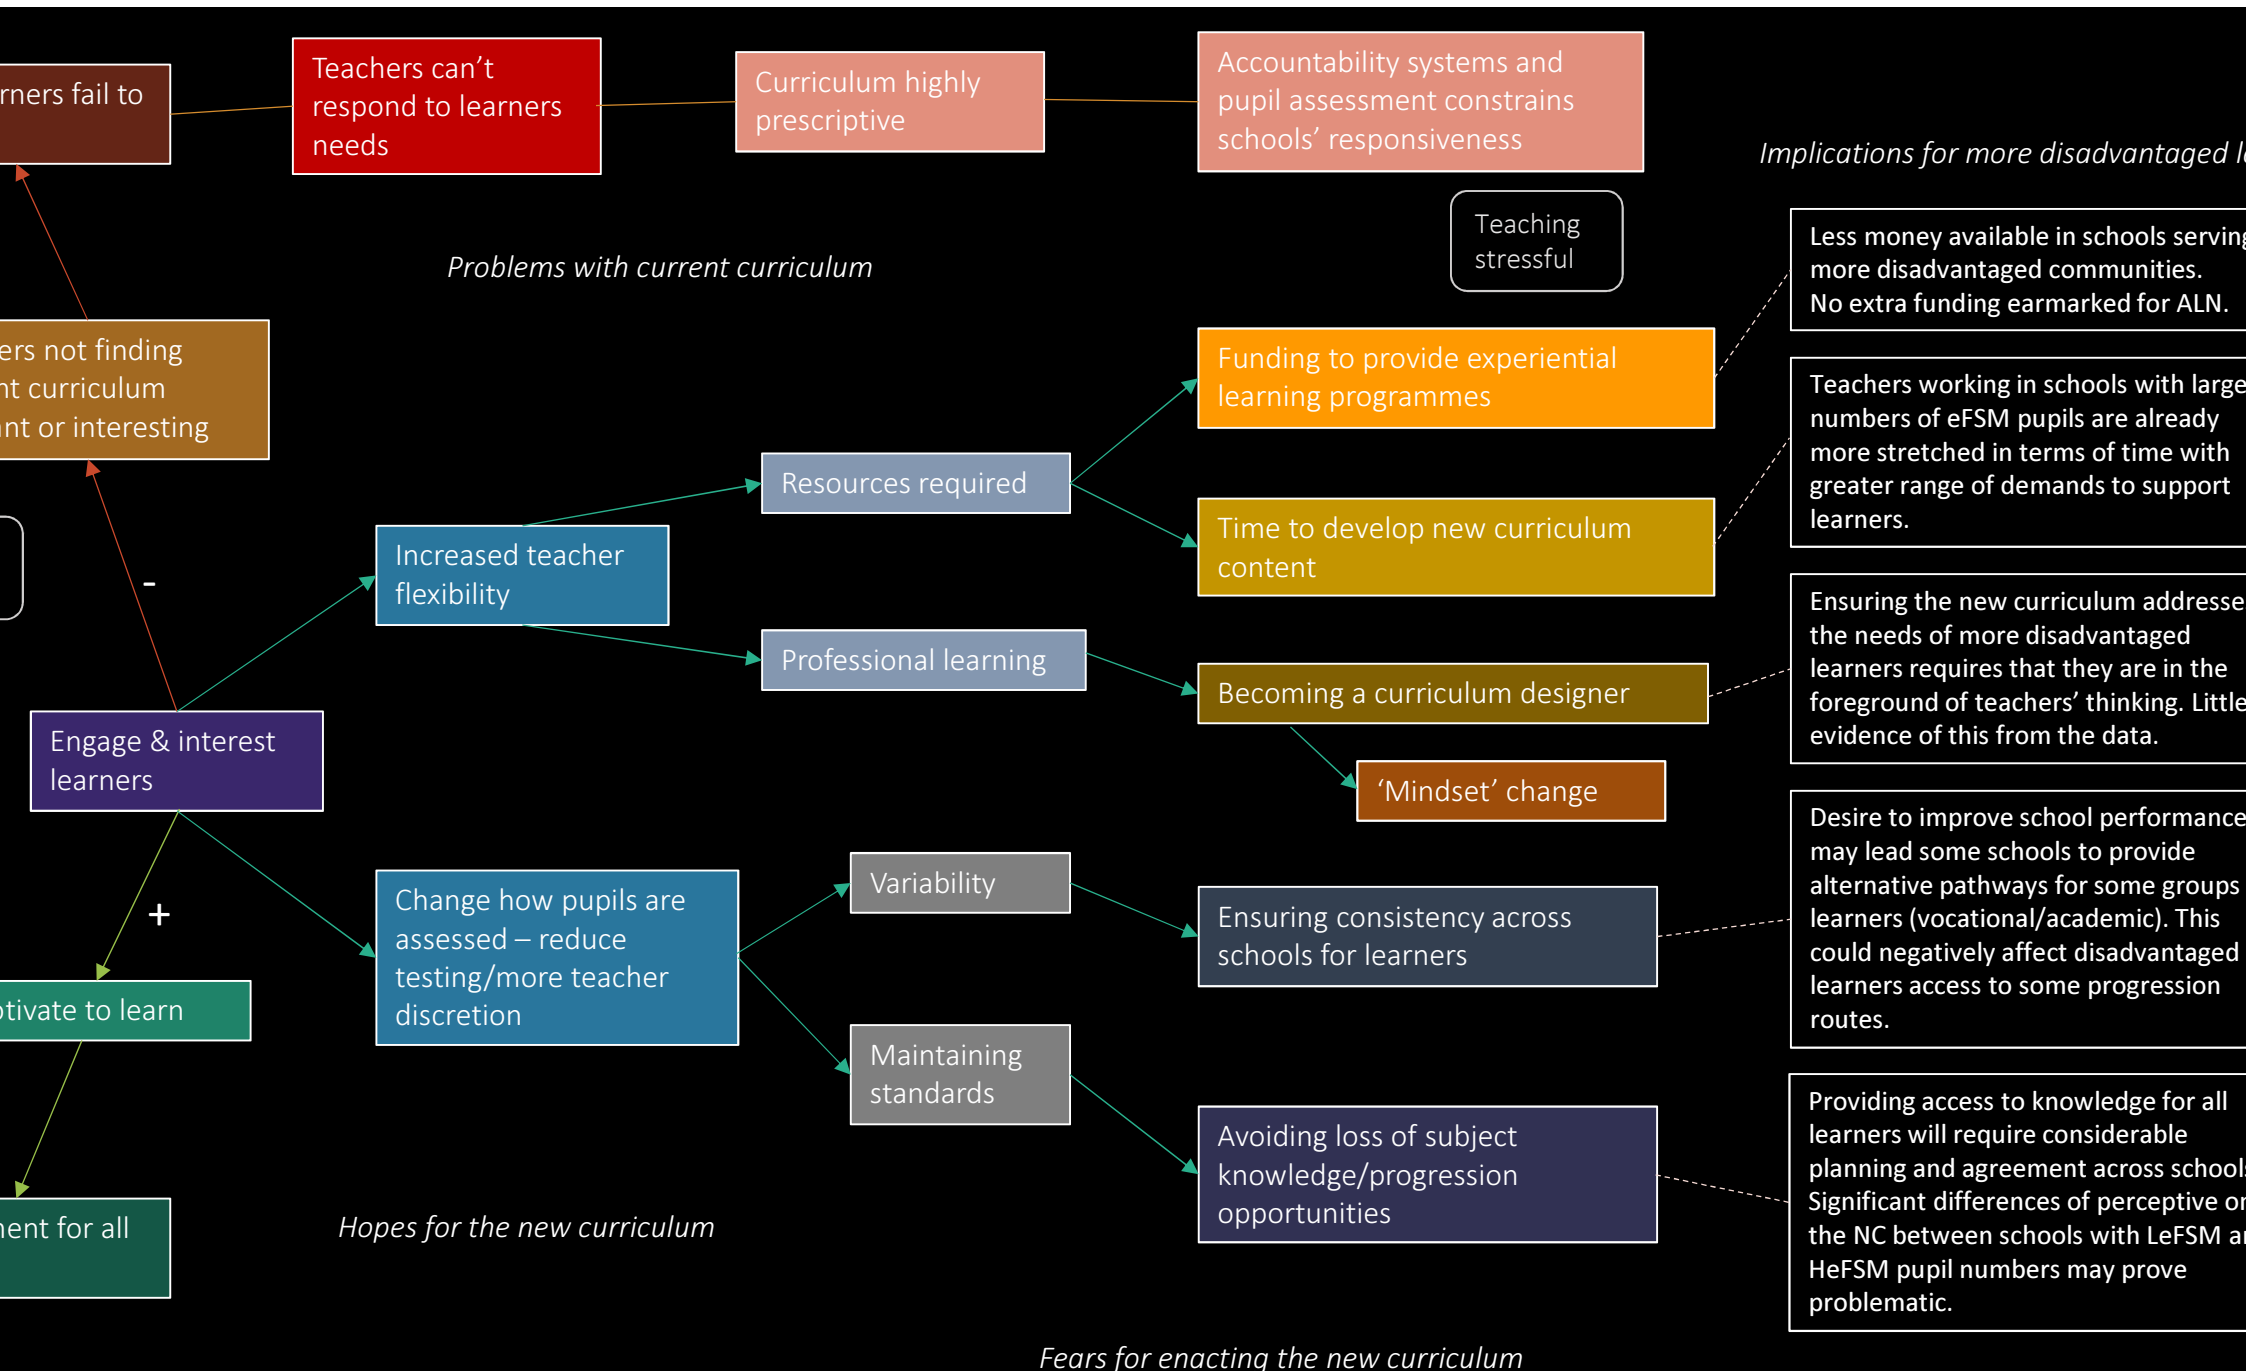 fail to
Teachers can’t
respond to learners
needs
Curriculum highly
prescriptive
Accountability systems and
pupil assessment constrains
schools’ responsiveness
Implications for more disadvantaged
Teaching
stressful
Problems with current curriculum
Less money available in schools serving
more disadvantaged communities.
No extra funding earmarked for ALN.
not finding
curriculum
or interesting
Funding to provide experiential
learning programmes
Teachers working in schools with large
numbers of eFSM pupils are already
more stretched in terms of time with
greater range of demands to support
learners.
Resources required
Increased teacher
flexibility
Time to develop new curriculum
content
-
Professional learning
Becoming a curriculum designer
‘Mindset’ change
Ensuring the new curriculum
the needs of more disadvantaged
learners requires that they are in the
foreground of teachers’ thinking. Little
evidence of this from the data.
Engage & interest
learners
+
Change how pupils are
assessed – reduce
testing/more teacher
discretion
Variability
Maintaining
standards
Ensuring consistency across
schools for learners
Desire to improve school performance
may lead some schools to provide
alternative pathways for some groups
learners (vocational/academic). This
could negatively affect disadvantaged
learners access to some progression
routes.
to learn
for all
Hopes for the new curriculum
Avoiding loss of subject
knowledge/progression
opportunities
Providing access to knowledge for all
learners will require considerable
planning and agreement across
Significant differences of perceptive
the NC between schools with LeFSM
HeFSM pupil numbers may prove
problematic.
Fears for enacting the new curriculum